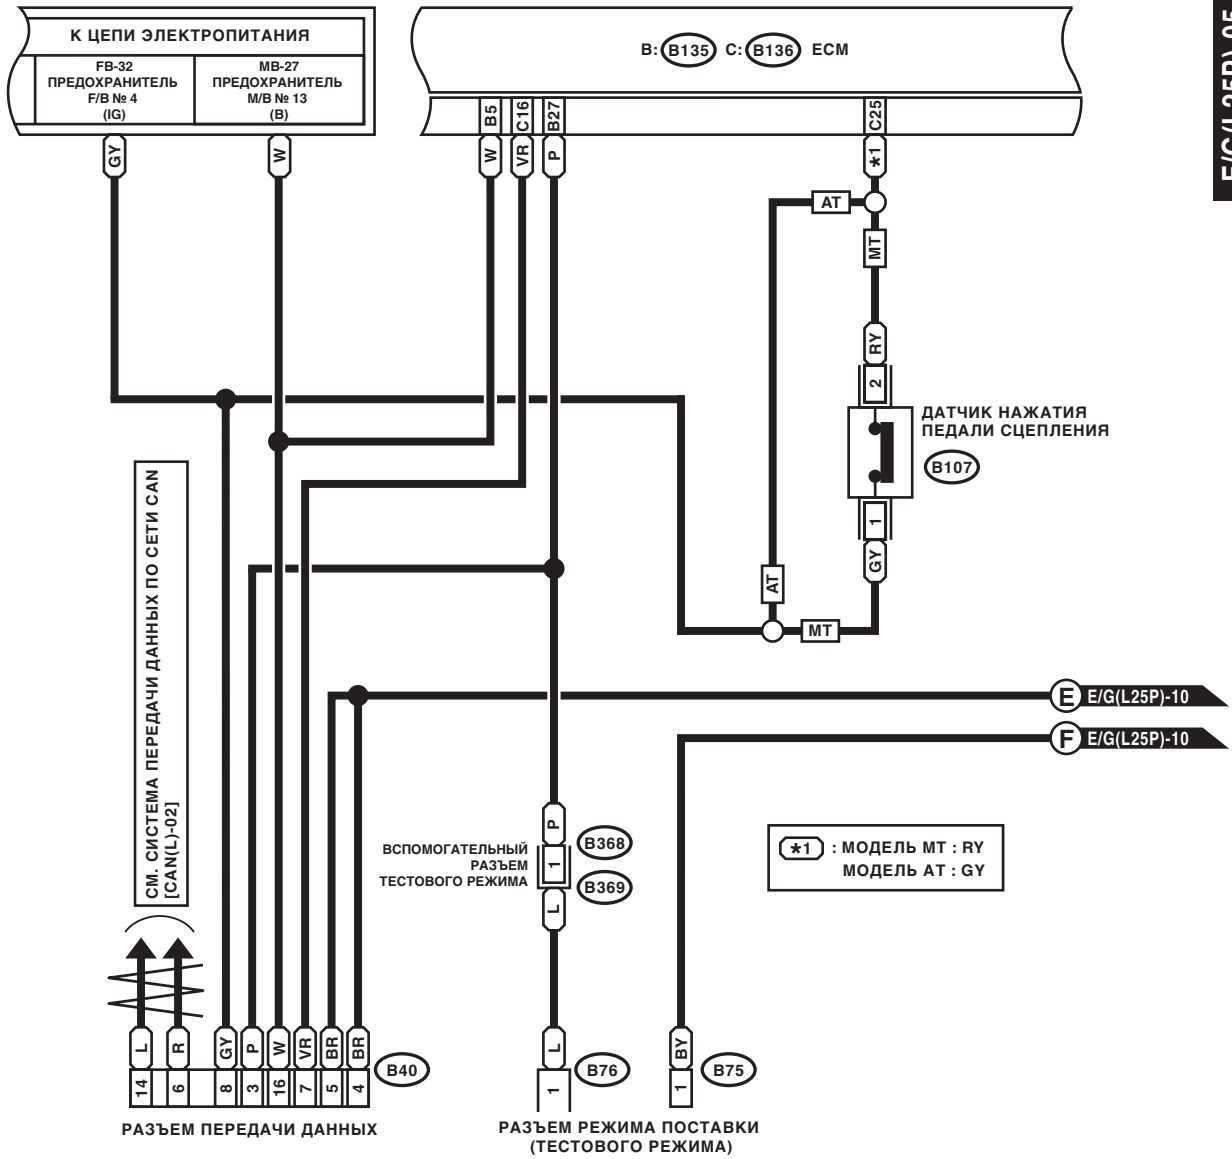 К ЦЕПИ ЭЛЕКТРОПИТАНИЯ
FB-32
ПРЕДОХРАНИТЕЛЬ
F/B № 4
(IG)
MB-27
ПРЕДОХРАНИТЕЛЬ
M/B № 13
(B)
B: B135 C: B136 ECM
B5
C16
B27
C25
GY
W
W
VR
P
*1
AT
MT
RY
2
ДАТЧИК НАЖАТИЯ
ПЕДАЛИ СЦЕПЛЕНИЯ
B107
1
GY
AT
MT
СМ. СИСТЕМА ПЕРЕДАЧИ ДАННЫХ ПО СЕТИ CAN
[CAN(L)-02]
E E/G(L25P)-10
F E/G(L25P)-10
P
B368
ВСПОМОГАТЕЛЬНЫЙ
РАЗЪЕМ
ТЕСТОВОГО РЕЖИМА
1
B369
L
*1 : МОДЕЛЬ MT : RY
МОДЕЛЬ AT : GY
L
R
GY
P
W
VR
BR
BR
14
6
8
3
16
7
5
4
B40
L
1
B76
BY
1
B75
РАЗЪЕМ ПЕРЕДАЧИ ДАННЫХ
РАЗЪЕМ РЕЖИМА ПОСТАВКИ
(ТЕСТОВОГО РЕЖИМА)